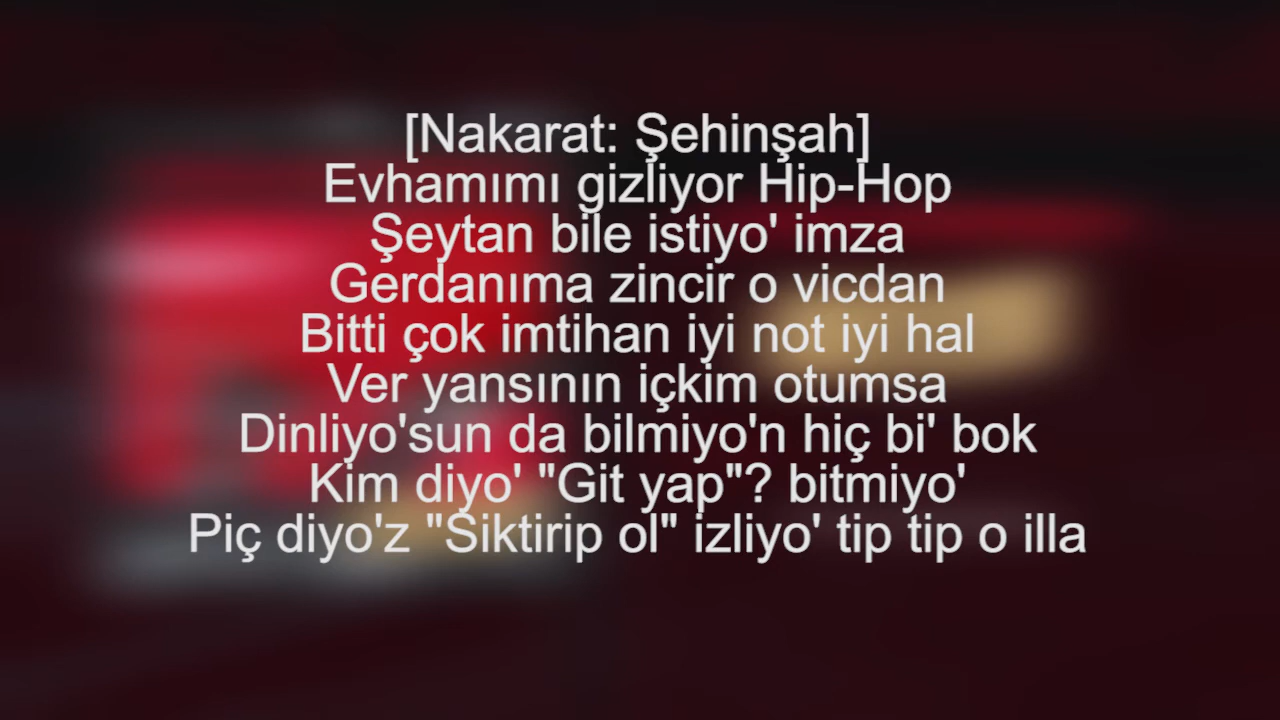 [Nakarat: Şehinşah]
Evhamımı gizliyor Hip-Hop
Şeytan bile istiyo' imza
Gerdanıma zincir o vicdan
Bitti çok imtihan iyi not iyi hal
Ver yansının içkim otumsa
Dinliyo'sun da bilmiyo'n hiç bi' bok
Kim diyo' "Git yap"? bitmiyo'
Piç diyo'z "Siktirip ol" izliyo' tip tip o illa